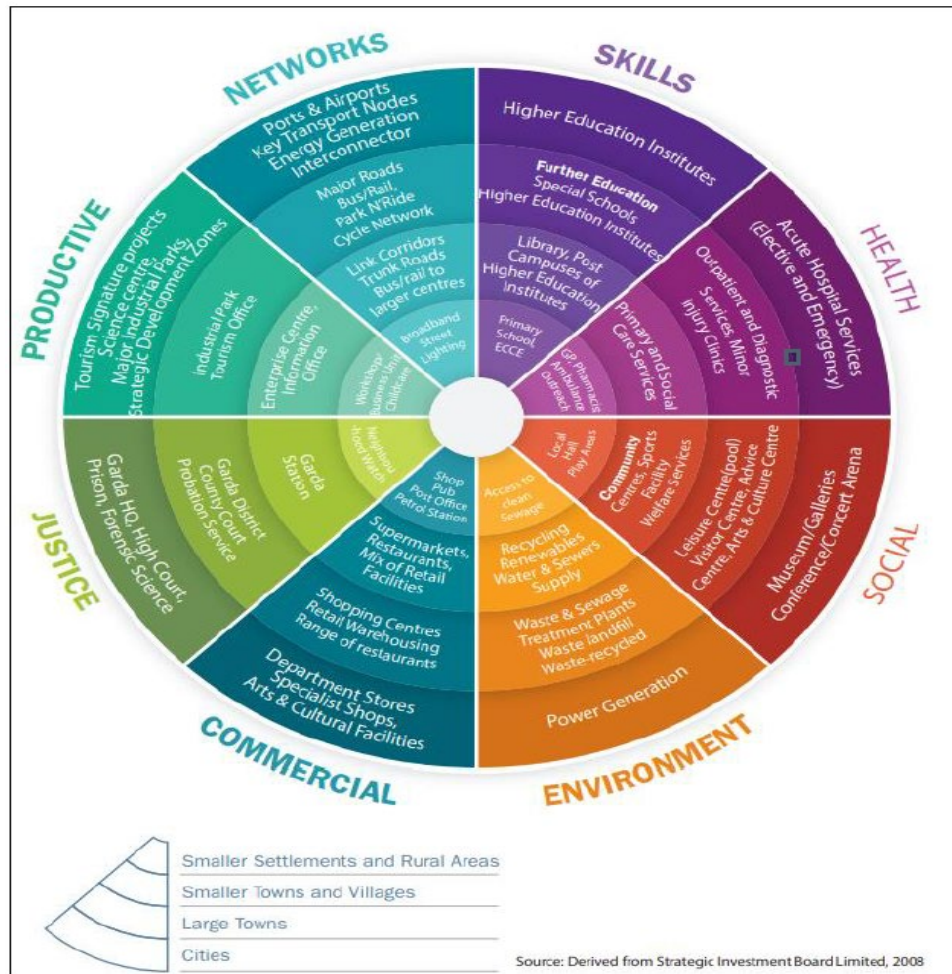 NETWORKS
Ports & Airports
Key Transport Nodes
Energy Generation
Interconnector
Major Roads
Bus/Rail,
Park N'Ride
Cycle Network
Link Corridors
Trunk Roads
Bus/rail to
larger centres
Broadband
Street
Lighting
SKILLS
Higher Education Institutes
Further Education
Special Schools
Higher Education Institutes
Library, Post
Campuses of
Higher Education
Institutes
Primary
School,
ECCE
HEALTH
Acute Hospital Services
(Elective and Emergency)
Outpatient and Diagnostic
Services Minor
Injury Clinics
Primary and Social
Care Services
GP Pharmacist
Ambulance
Outreach
SOCIAL
Museum/Galleries
Conference/Concert Arena
Leisure Centre(pool)
Visitor Centre, Advice
Centre, Arts & Culture Centre
Community
Centres, Sports
Facility
Welfare Services
Local
Hall
Play Areas
ENVIRONMENT
Access to
clean
Sewage
Recycling
Renewables
Water & Sewers
Supply
Waste & Sewage
Treatment Plants
Waste landfill
Waste-recycled
Power Generation
COMMERCIAL
Shop
Pub
Post Office
Petrol Station
Supermarkets,
Restaurants,
Mix of Retail
Facilities
Shopping Centres
Retail Warehousing
Range of restaurants
Department Stores
Specialist Shops,
Arts & Cultural Facilities
JUSTICE
Garda HQ, High Court,
Prison, Forensic Science
Garda District
County Court
Probation Service
Garda
Station
Neighbou
-hood Watch
PRODUCTIVE
Tourism Signature projects
Science centre,
Major Industrial Parks,
Strategic Development Zones
Industrial Park
Tourism Office
Enterprise Centre,
Information
Office
Workshop/
Business Unit
Childcare
Smaller Settlements and Rural Areas
Smaller Towns and Villages
Large Towns
Cities
Source: Derived from Strategic Investment Board Limited, 2008